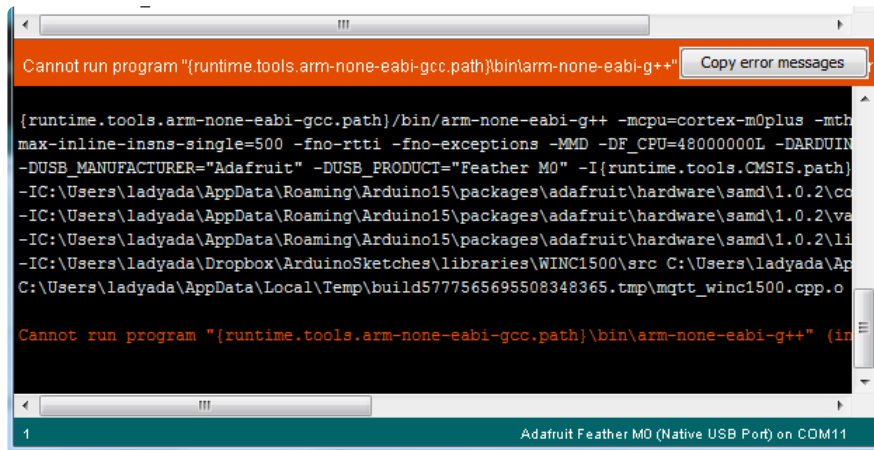 Cannot run program "{runtime.tools.arm-none-eabi-gcc.path}\bin\arm-none-eabi-g++"
Copy error messages
{runtime.tools.arm-none-eabi-gcc.path}/bin/arm-none-eabi-g++ -mcpu=cortex-m0plus -mth
max-inline-insns-single=500 -fno-rtti -fno-exceptions -MMD -DF_CPU=48000000L -DARDUIN
-DUSB_MANUFACTURER="Adafruit" -DUSB_PRODUCT="Feather M0" -I{runtime.tools.CMSIS.path}
-IC:\Users\ladyada\AppData\Roaming\Arduino15\packages\adafruit\hardware\samd\1.0.2\co
-IC:\Users\ladyada\AppData\Roaming\Arduino15\packages\adafruit\hardware\samd\1.0.2\va
-IC:\Users\ladyada\AppData\Roaming\Arduino15\packages\adafruit\hardware\samd\1.0.2\li
-IC:\Users\ladyada\Dropbox\ArduinoSketches\libraries\WINC1500\src C:\Users\ladyada\Ap
C:\Users\ladyada\AppData\Local\Temp\build5777565695508348365.tmp\mqtt_winc1500.cpp.o
Cannot run program "{runtime.tools.arm-none-eabi-gcc.path}\bin\arm-none-eabi-g++" (in
1
Adafruit Feather M0 (Native USB Port) on COM11